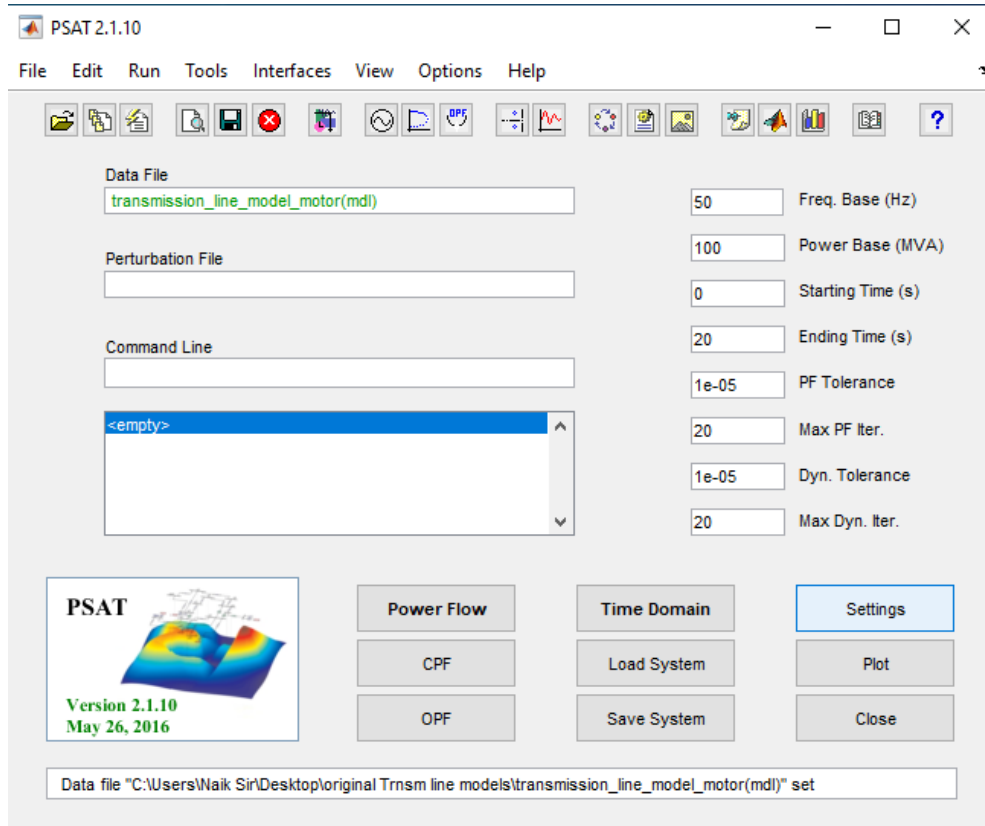 PSAT 2.1.10
File Edit Run Tools Interfaces View Options Help
OPF
?
Data File
transmission_line_model_motor(mdl)
Perturbation File
Command Line
<empty>
50 Freq. Base (Hz)
100 Power Base (MVA)
0 Starting Time (s)
20 Ending Time (s)
1e-05 PF Tolerance
20 Max PF Iter.
1e-05 Dyn. Tolerance
20 Max Dyn. Iter.
PSAT
Version 2.1.10
May 26, 2016
Power Flow Time Domain Settings
CPF Load System Plot
OPF Save System Close
Data file "C:\Users\Naik Sir\Desktop\original Trnsm line models\transmission_line_model_motor(mdl)" set